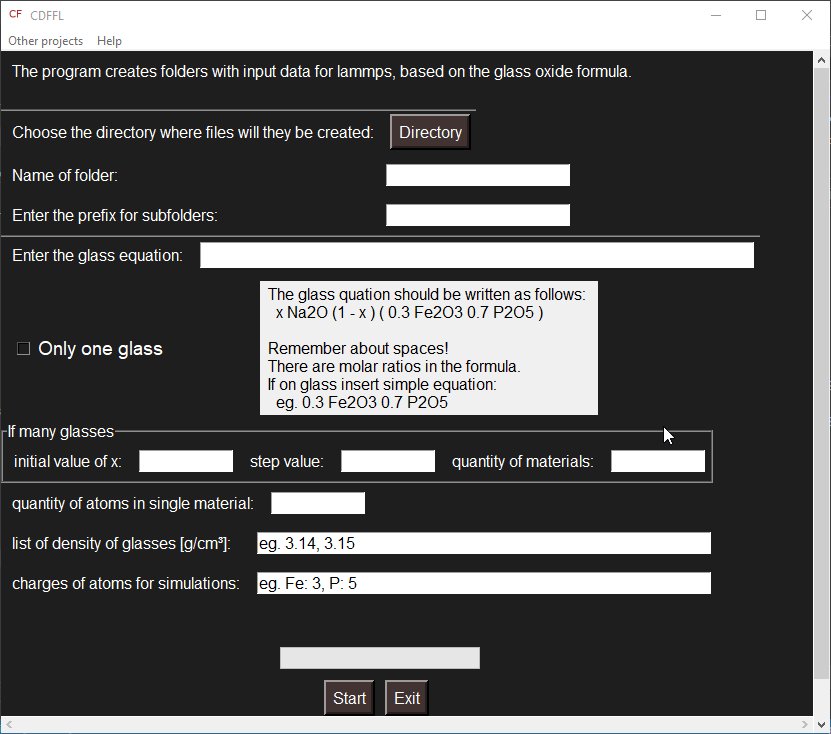 CF CDFFL
Other projects Help
The program creates folders with input data for lammps, based on the glass oxide formula.
Choose the directory where files will they be created: Directory
Name of folder:
Enter the prefix for subfolders:
Enter the glass equation:
The glass quation should be written as follows:
x Na2O (1 - x ) ( 0.3 Fe2O3 0.7 P2O5 )
Remember about spaces!
Only one glass
There are molar ratios in the formula.
If on glass insert simple equation:
eg. 0.3 Fe2O3 0.7 P2O5
If many glasses
initial value of x: step value: quantity of materials:
quantity of atoms in single material:
list of density of glasses [g/cm³]: eg. 3.14, 3.15
charges of atoms for simulations: eg. Fe: 3, P: 5
Start Exit